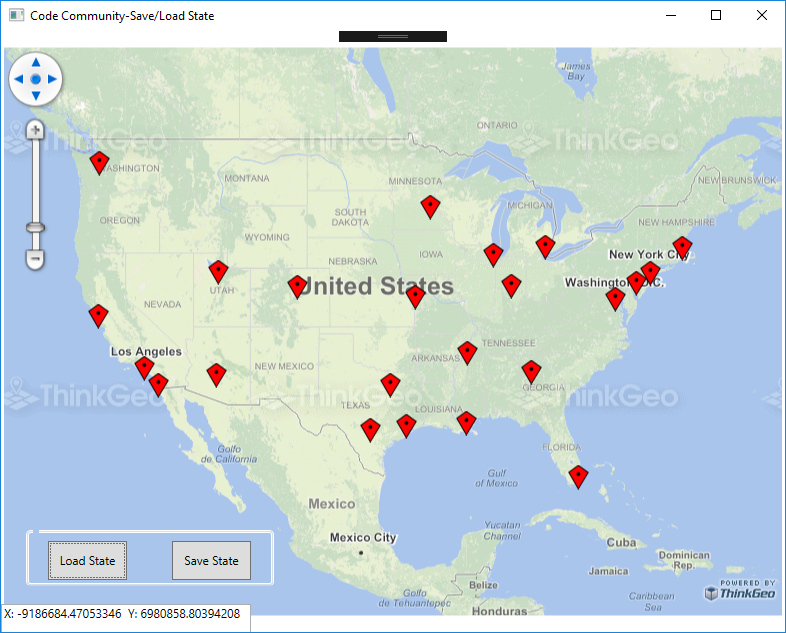 Code Community-Save/Load State
James
Bay
ONTARIO
ThinkGeo
ThinkGeo
ThinkGeo
WASHINGTON
MONTANA
MINNESOTA
NEW BRUNSWICK
OREGON
SOUTH
DAKOTA
MICHIGAN
NEW HAMPSHIRE
WYOMING
IOWA
New York City
NEBRASKA
UTAH
United States
Washington D.C.
NEVADA
Los Angeles
TENNESSEE
ARKANSAS
NEW MEXICO
GEORGIA
ThinkGeo
ThinkGeo
ThinkGeo
TEXAS
LOUISIANA
Golfo
de California
FLORIDA
Gulf
of Mexico
Mexico
Yucatan
Channel
Mexico City
Cuba
Dominican
Rep.
Jamaica
Belize
Golfo
de Tehuantepec
Caribbean
Sea
Honduras
Load State
Save State
POWERED BY
ThinkGeo
X: -9186684.47053346 Y: 6980858.80394208